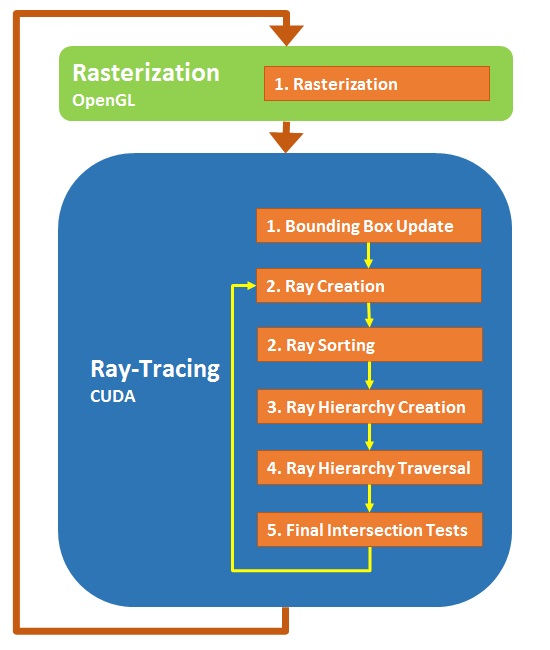 Rasterization
OpenGL
1. Rasterization
1. Bounding Box Update
2. Ray Creation
2. Ray Sorting
Ray-Tracing
CUDA
3. Ray Hierarchy Creation
4. Ray Hierarchy Traversal
5. Final Intersection Tests